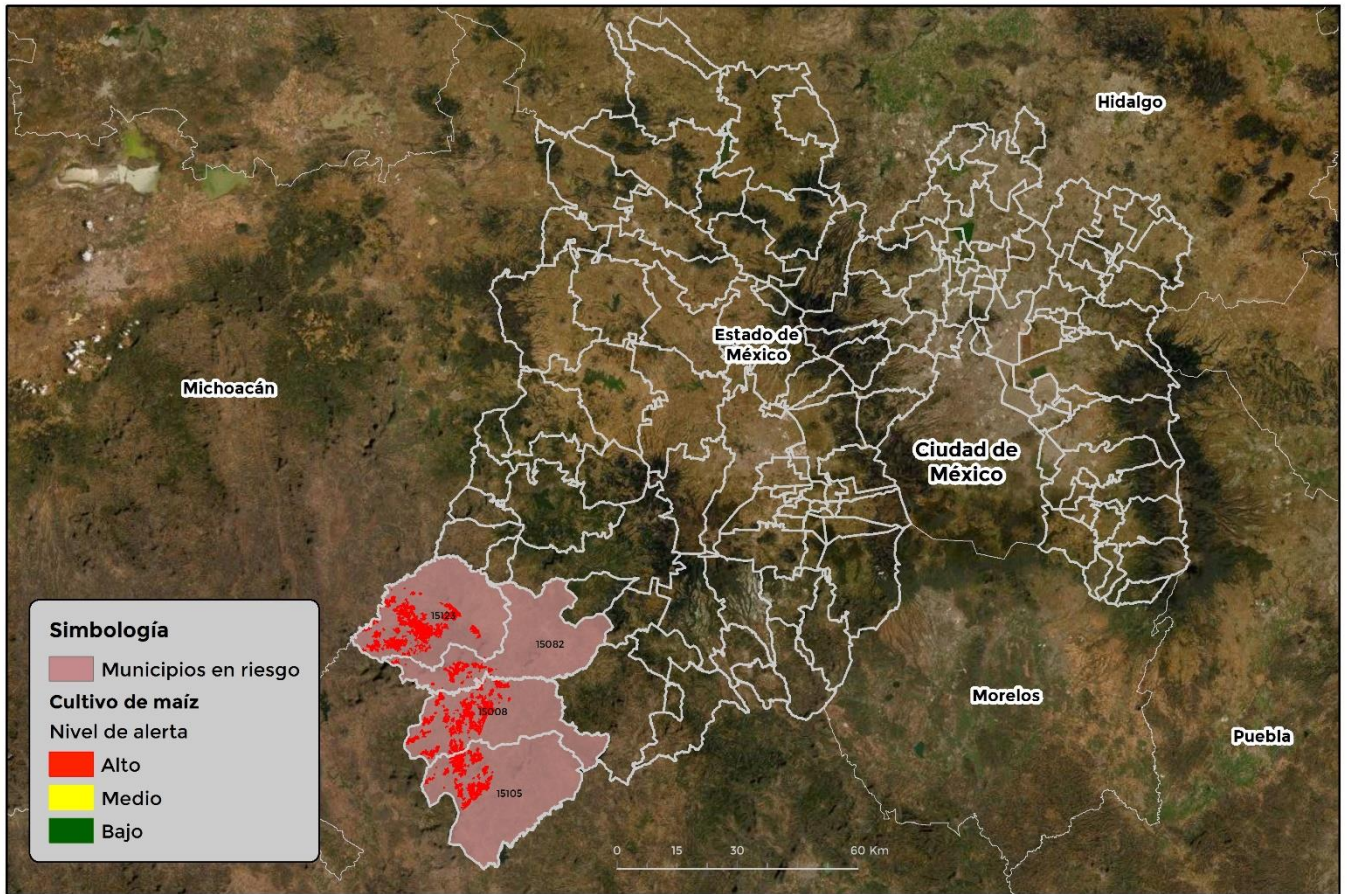 Hidalgo
Estado de
México
Michoacán
Ciudad de
México
15123
15082
15008
15105
Morelos
Puebla
Simbología
Municipios en riesgo
Cultivo de maíz
Nivel de alerta
Alto
Medio
Bajo
0 15 30 60 Km